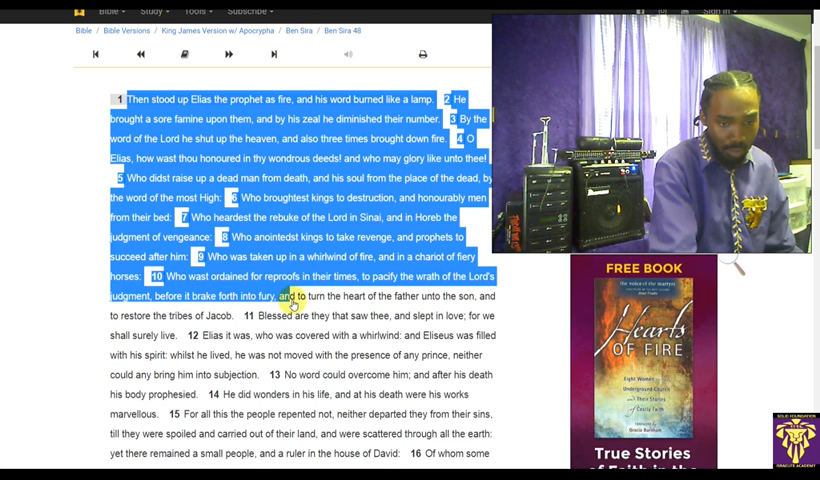 Bible Study Tools Subscribe Sign in
Bible / Bible Versions / King James Version w/ Apocrypha / Ben Sira / Ben Sira 48
1 Then stood up Elias the prophet as fire, and his word burned like a lamp. 2 He
brought a sore famine upon them, and by his zeal he diminished their number. 3 By the
word of the Lord he shut up the heaven, and also three times brought down fire. 4 O
Elias, how wast thou honoured in thy wondrous deeds! and who may glory like unto thee!
5 Who didst raise up a dead man from death, and his soul from the place of the dead, by
the word of the most High: 6 Who broughtest kings to destruction, and honourably men
from their bed: 7 Who heardest the rebuke of the Lord in Sinai, and in Horeb the
judgment of vengeance: 8 Who anointedst kings to take revenge, and prophets to
succeed after him: 9 Who was taken up in a whirlwind of fire, and in a chariot of fiery
horses: 10 Who wast ordained for reproofs in their times, to pacify the wrath of the Lord's
judgment, before it brake forth into fury, and to turn the heart of the father unto the son, and
to restore the tribes of Jacob. 11 Blessed are they that saw thee, and slept in love; for we
shall surely live. 12 Elias it was, who was covered with a whirlwind: and Eliseus was filled
with his spirit: whilst he lived, he was not moved with the presence of any prince, neither
could any bring him into subjection. 13 No word could overcome him; and after his death
his body prophesied. 14 He did wonders in his life, and at his death were his works
marvellous. 15 For all this the people repented not, neither departed they from their sins,
till they were spoiled and carried out of their land, and were scattered through all the earth:
yet there remained a small people, and a ruler in the house of David: 16 Of whom some
FREE BOOK
the voice of the martyrs
Hearts
OF FIRE
Eight Women
Underground Church
and Their Stories
of Costly Faith
True Stories
of Faith in the
SOLID FOUNDATION
ISRAELITE ACADEMY